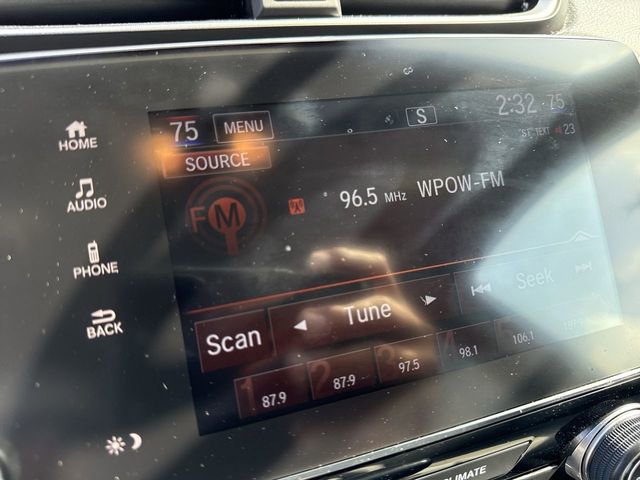 75 MENU S 2:32 75
SOURCE ST. TEXT 23
HOME
AUDIO
FM 96.5 MHz WPOW-FM
PHONE
BACK
Scan Tune Seek
1 87.9 2 87.9 3 97.5 4 98.1 106.1
CLIMATE